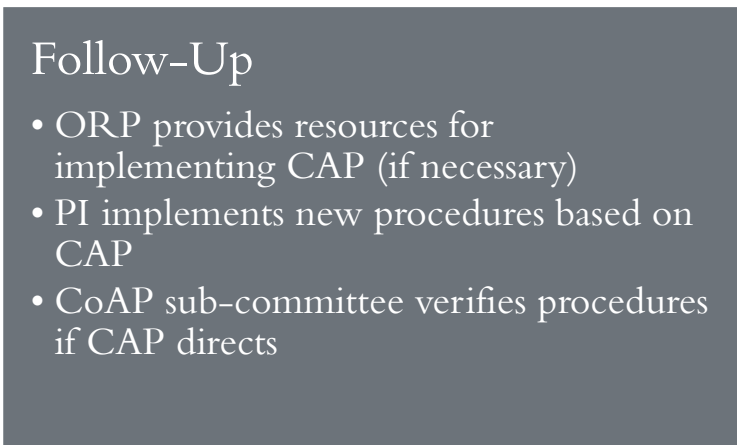 Follow-Up
• ORP provides resources for
implementing CAP (if necessary)
• PI implements new procedures based on
CAP
• CoAP sub-committee verifies procedures
if CAP directs